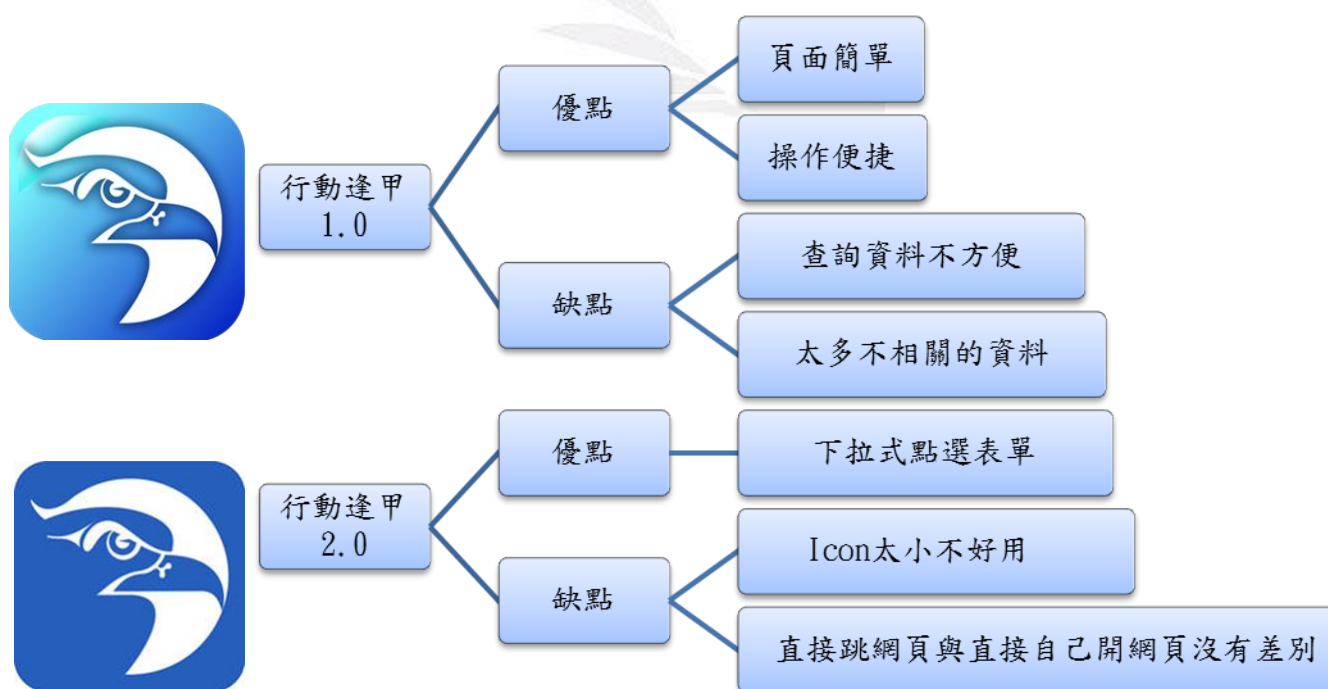 行動逢甲
1.0
優點
頁面簡單
操作便捷
缺點
查詢資料不方便
太多不相關的資料
行動逢甲
2.0
優點
下拉式點選表單
缺點
Icon太小不好用
直接跳網頁與直接自己開網頁沒有差別